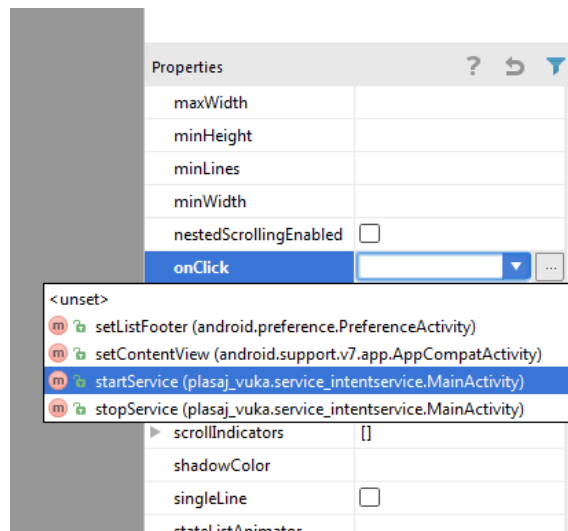 Properties
maxWidth
minHeight
minLines
minWidth
nestedScrollingEnabled
onClick
...
<unset>
m setListFooter (android.preference.PreferenceActivity)
m setContentView (android.support.v7.app.AppCompatActivity)
m startService (plasaj_vuka.service_intentservice.MainActivity)
m stopService (plasaj_vuka.service_intentservice.MainActivity)
scrollIndicators []
shadowColor
singleLine
stateListAnimator